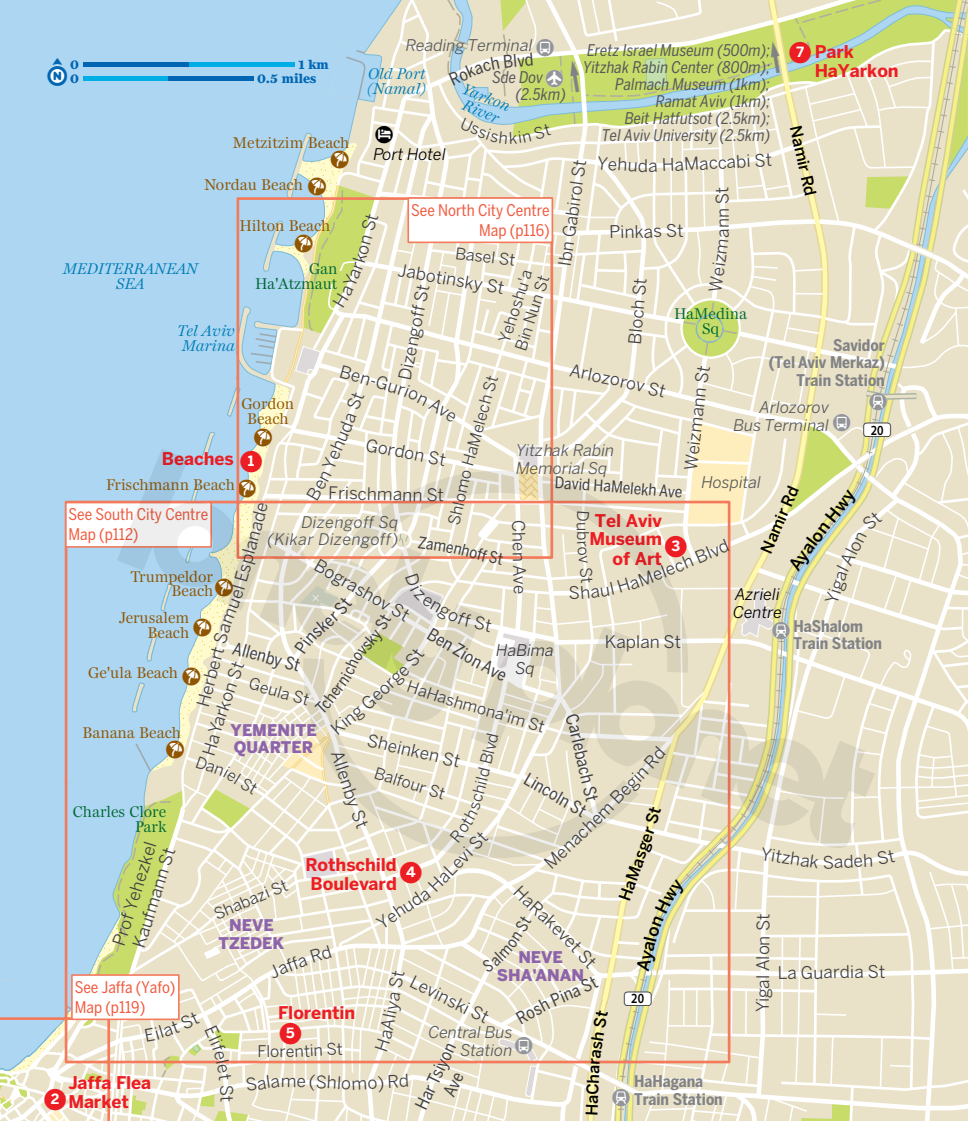 0
1 km
N
0
0.5 miles
Reading Terminal
Rokach Blvd
Sde Dov
(2.5km)
Old Port
(Namal)
Yarkon
River
Ussishkin St
Eretz Israel Museum (500m);
Yitzhak Rabin Center (800m);
Palmach Museum (1km);
Ramat Aviv (1km);
Beit Hatfutsot (2.5km);
Tel Aviv University (2.5km)
7 Park
HaYarkon
Metzitzim Beach
Port Hotel
Namir Rd
Yehuda HaMaccabi St
Nordau Beach
See North City Centre
Map (p116)
Hilton Beach
HaYarkon St
Ibn Gabirol St
Pinkas St
Weizmann St
MEDITERRANEAN
SEA
Gan
Ha'Atzmaut
Basel St
Jabotinsky St
Yehoshu'a
Bin Nun St
Bloch St
HaMedina
Sq
Dizengoff St
Tel Aviv
Marina
Savidor
(Tel Aviv Merkaz)
Train Station
Ben-Gurion Ave
Arlozorov St
Weizmann St
Arlozorov
Bus Terminal
20
Gordon
Beach
Ben Yehuda St
Shlomo HaMelech St
Gordon St
Yitzhak Rabin
Memorial Sq
Beaches 1
Frischmann Beach
Frischmann St
David HaMelekh Ave
Hospital
See South City Centre
Map (p112)
Dizengoff Sq
(Kikar Dizengoff)
Zamenhoff St
Chen Ave
Dubnov St
Tel Aviv
Museum
of Art
3
Namir Rd
Ayalon Hwy
Yigal Alon St
Shaul HaMelech Blvd
Herbert Samuel Esplanade
Trumpeldor
Beach
Bograshov St
Dizengoff St
Azrieli
Centre
Jerusalem
Beach
Pinsker St
Tchernichovsky St
Ben Zion Ave
HaBima
Sq
Kaplan St
HaShalom
Train Station
Allenby St
Ge'ula Beach
Geula St
HaYarkon St
King George St
HaHashmona'im St
Carlebach St
YEMENITE
QUARTER
Banana Beach
Daniel St
Sheinken St
Balfour St
Rothschild Blvd
Lincoln St
Menachem Begin Rd
Allenby St
Charles Clore
Park
HaMasger St
Yitzhak Sadeh St
Prof Yehezkel
Kaufmann St
Rothschild
Boulevard 4
Yehuda HaLevi St
Shabazi St
NEVE
TZEDEK
HaRakevet St
Salmon St
Ayalon Hwy
Yigal Alon St
Jaffa Rd
NEVE
SHA'ANAN
La Guardia St
See Jaffa (Yafo)
Map (p119)
HaAliya St
Levinski St
Rosh Pina St
20
Florentin
5
Eilat St
Elifelet St
Florentin St
Central Bus
Station
Salame (Shlomo) Rd
Har Tsiyon
Ave
HaCharash St
HaHagana
Train Station
2 Jaffa Flea
Market